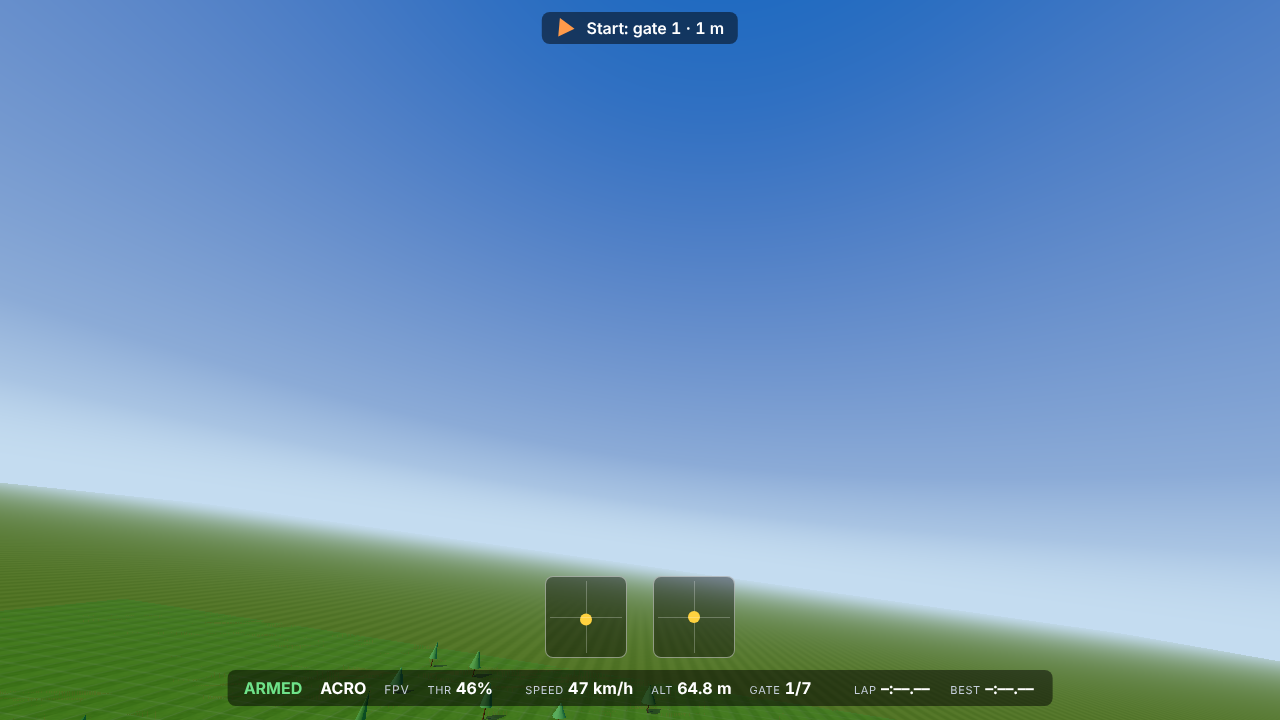 Start: gate 1 · 1 m
ARMED ACRO FPV THR 46% SPEED 47 km/h ALT 64.8 m GATE 1/7 LAP –:––.–– BEST –:––.––